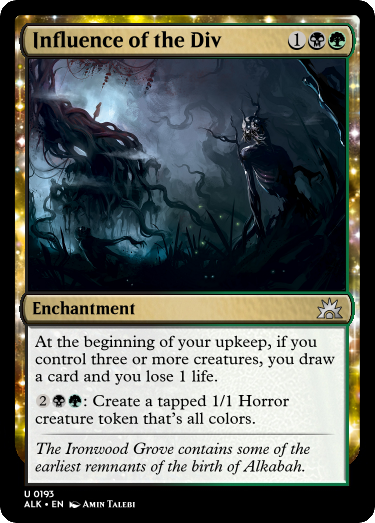 Influence of the Div 1
Enchantment
At the beginning of your upkeep, if you
control three or more creatures, you draw
a card and you lose 1 life.
2: Create a tapped 1/1 Horror
creature token that's all colors.
The Ironwood Grove contains some of the
earliest remnants of the birth of Alkabah.
U 0193
ALK • EN Amin Talebi